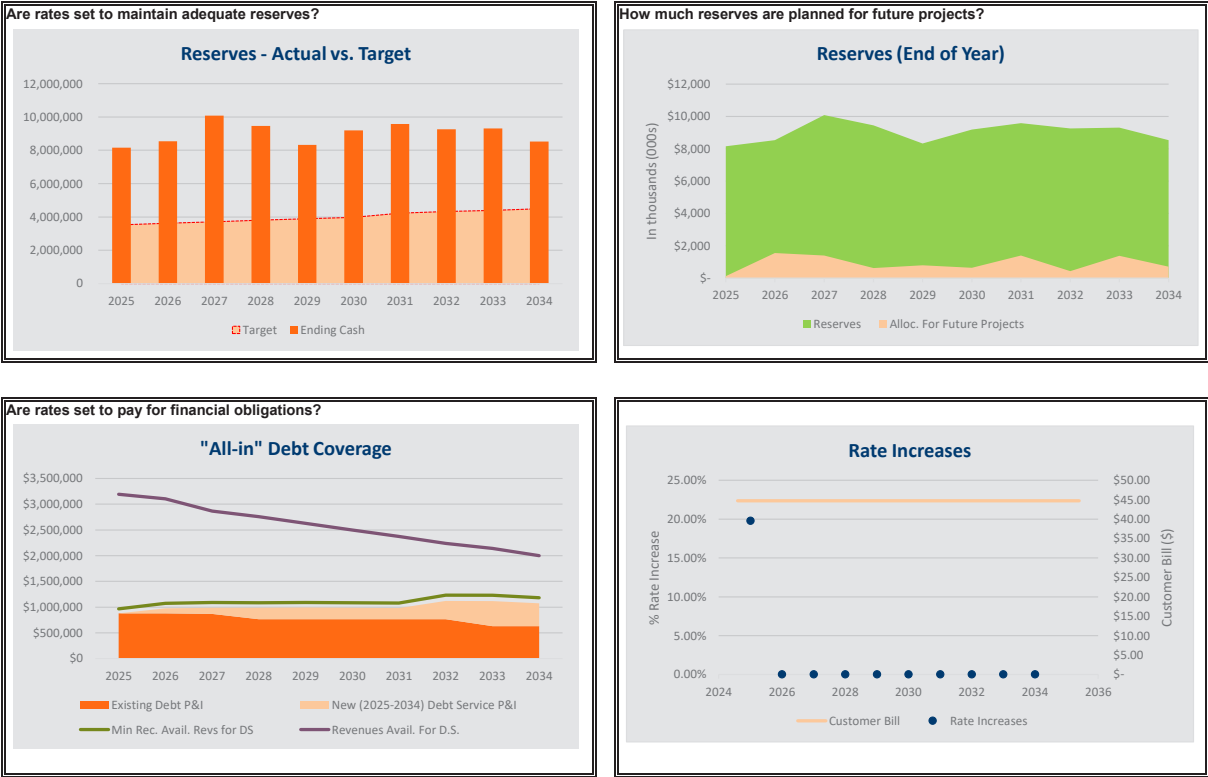 Are rates set to maintain adequate reserves?
Reserves - Actual vs. Target
12,000,000
10,000,000
8,000,000
6,000,000
4,000,000
2,000,000
0
2025 2026 2027 2028 2029 2030 2031 2032 2033 2034
Target Ending Cash
How much reserves are planned for future projects?
Reserves (End of Year)
In thousands (000s)
$12,000
$10,000
$8,000
$6,000
$4,000
$2,000
$-
2025 2026 2027 2028 2029 2030 2031 2032 2033 2034
Reserves Alloc. For Future Projects
Are rates set to pay for financial obligations?
"All-in" Debt Coverage
$3,500,000
$3,000,000
$2,500,000
$2,000,000
$1,500,000
$1,000,000
$500,000
$0
2025 2026 2027 2028 2029 2030 2031 2032 2033 2034
Existing Debt P&I New (2025-2034) Debt Service P&I
Min Rec. Avail. Revs for DS Revenues Avail. For D.S.
Rate Increases
% Rate Increase
25.00%
20.00%
15.00%
10.00%
5.00%
0.00%
$50.00
$45.00
$40.00
$35.00
$30.00
$25.00
$20.00
$15.00
$10.00
$5.00
$-
Customer Bill ($)
2024 2026 2028 2030 2032 2034 2036
Customer Bill Rate Increases